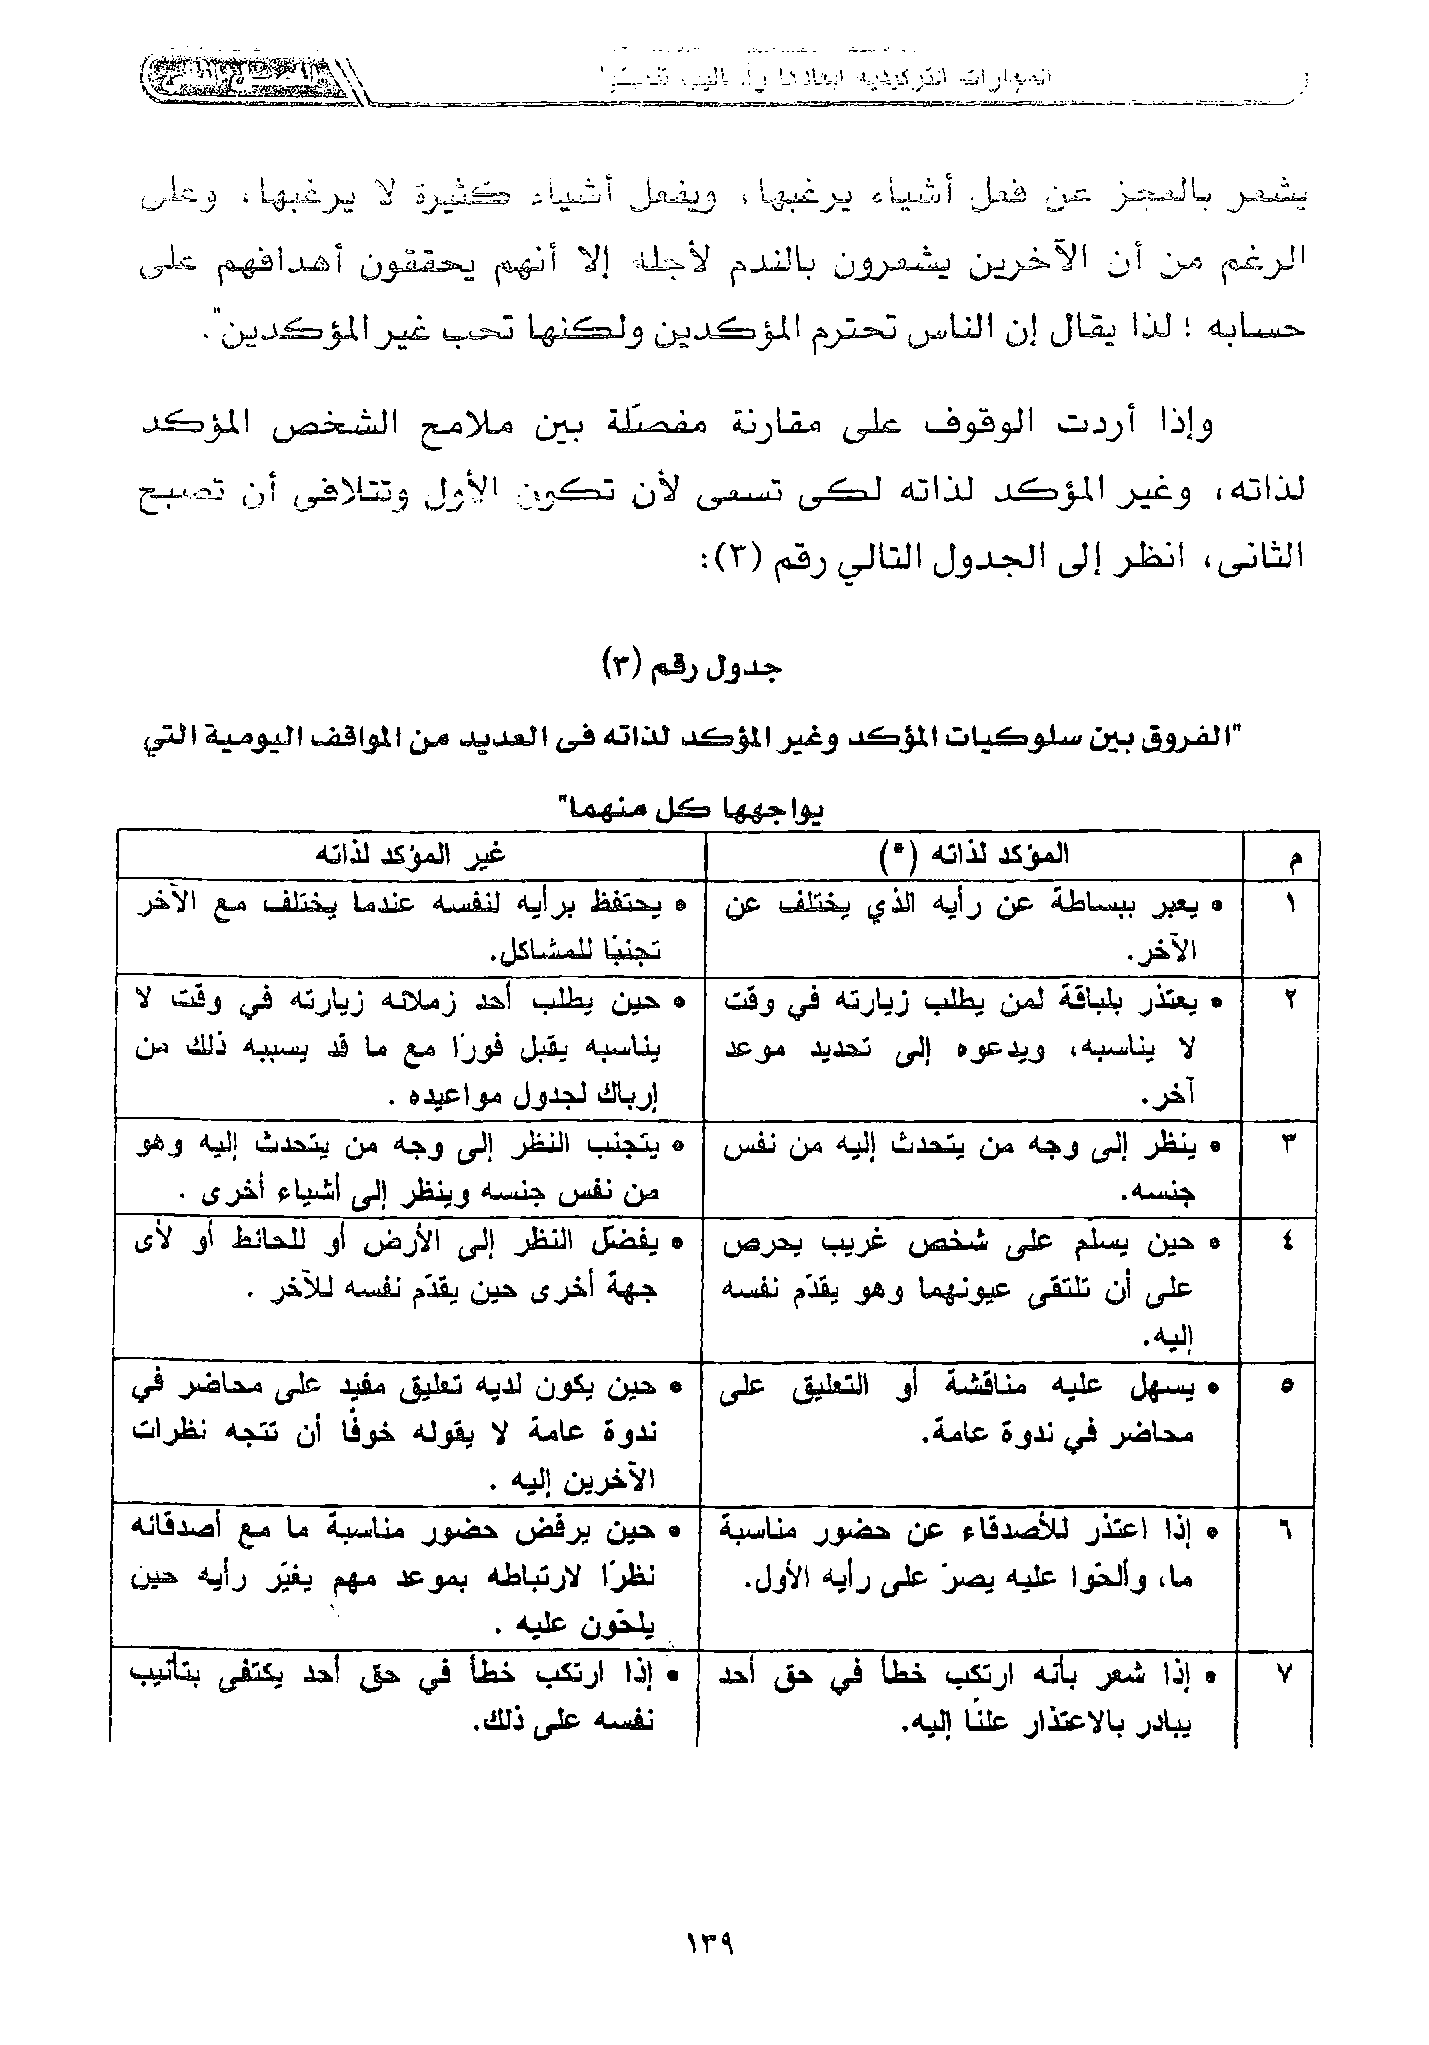 يشعر بالعجز عن فعل أشياء يرغبها، ويفعل أشياء كثيرة لا يرغبها، وعلى
الرغم من أن الآخرين يشعرون بالندم لأجله إلا أنهم يحققون أهدافهم على
حسابه ؛ لذا يقال إن الناس تحترم المؤكدين ولكنها تحب غير المؤكدين".
وإذا أردت الوقوف على مقارنة مفصلّة بين ملامح الشخص المؤكد
لذاته، وغير المؤكد لذاته لكى تسعى لأن تكون الأول وتتلافى أن تصبح
الثانى، انظر إلى الجدول التالي رقم (٣):
جدول رقم (٣)
"الفروق بين سلوكيات المؤكد وغير المؤكد لذاته فى العديد من المواقف اليومية التي
يواجهها كل منهما"
م
المؤكد لذاته (*)
غير المؤكد لذاته
١
• يعبر ببساطة عن رأيه الذي يختلف عن
الآخر.
• يحتفظ برأيه لنفسه عندما يختلف مع الآخر
تجنبًا للمشاكل.
٢
• يعتذر بلباقة لمن يطلب زيارته في وقت
لا يناسبه، ويدعوه إلى تحديد موعد
آخر.
• حين يطلب أحد زملائه زيارته في وقت لا
يناسبه يقبل فورًا مع ما قد يسببه ذلك من
إرباك لجدول مواعيده .
٣
• ينظر إلى وجه من يتحدث إليه من نفس
جنسه.
• يتجنب النظر إلى وجه من يتحدث إليه وهو
من نفس جنسه وينظر إلى أشياء أخرى .
٤
• حين يسلم على شخص غريب يحرص
على أن تلتقى عيونهما وهو يقدّم نفسه
إليه.
• يفضّل النظر إلى الأرض أو للحائط أو لأى
جهة أخرى حين يقدّم نفسه للآخر .
٥
• يسهل عليه مناقشة أو التعليق على
محاضر في ندوة عامة.
• حين يكون لديه تعليق مفيد على محاضر في
ندوة عامة لا يقوله خوفًا أن تتجه نظرات
الآخرين إليه .
٦
• إذا اعتذر للأصدقاء عن حضور مناسبة
ما، وألحّوا عليه يصرّ على رأيه الأول.
• حين يرفض حضور مناسبة ما مع أصدقائه
نظرًا لارتباطه بموعد مهم يغيّر رأيه حين
يلحّون عليه .
٧
• إذا شعر بأنه ارتكب خطأ في حق أحد
يبادر بالاعتذار علنًا إليه.
• إذا ارتكب خطأ في حق أحد يكتفى بتأنيب
نفسه على ذلك.
١٣٩